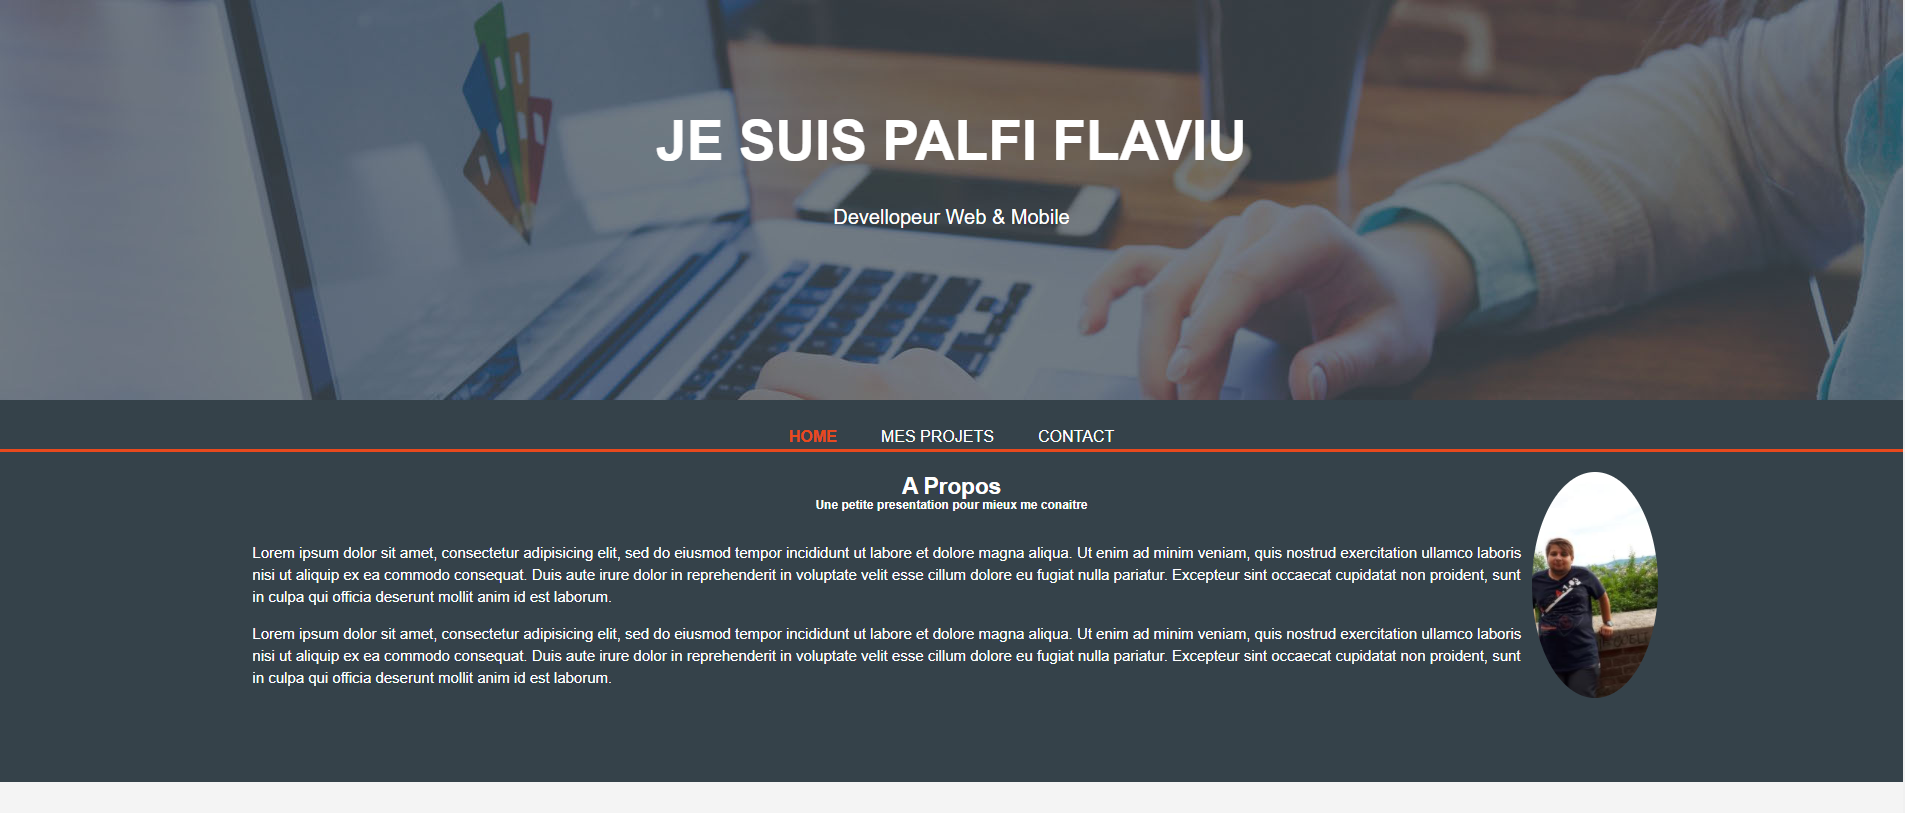 JE SUIS PALFI FLAVIU
Devellopeur Web & Mobile
HOME MES PROJETS CONTACT
A Propos
Une petite presentation pour mieux me conaitre
Lorem ipsum dolor sit amet, consectetur adipisicing elit, sed do eiusmod tempor incididunt ut labore et dolore magna aliqua. Ut enim ad minim veniam, quis nostrud exercitation ullamco laboris
nisi ut aliquip ex ea commodo consequat. Duis aute irure dolor in reprehenderit in voluptate velit esse cillum dolore eu fugiat nulla pariatur. Excepteur sint occaecat cupidatat non proident, sunt
in culpa qui officia deserunt mollit anim id est laborum.
Lorem ipsum dolor sit amet, consectetur adipisicing elit, sed do eiusmod tempor incididunt ut labore et dolore magna aliqua. Ut enim ad minim veniam, quis nostrud exercitation ullamco laboris
nisi ut aliquip ex ea commodo consequat. Duis aute irure dolor in reprehenderit in voluptate velit esse cillum dolore eu fugiat nulla pariatur. Excepteur sint occaecat cupidatat non proident, sunt
in culpa qui officia deserunt mollit anim id est laborum.